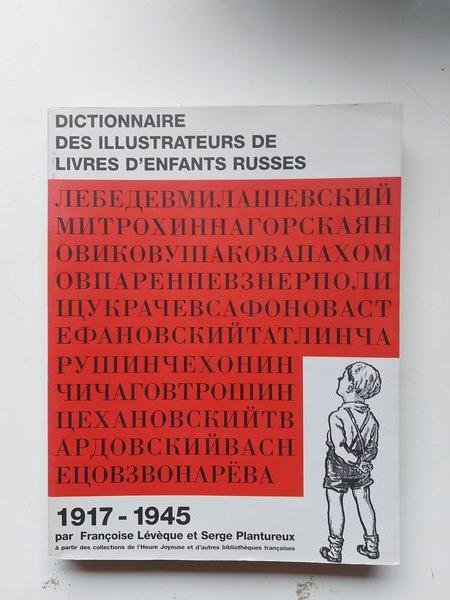 DICTIONNAIRE
DES ILLUSTRATEURS DE
LIVRES D'ENFANTS RUSSES
ЛЕБЕДЕВМИЛАШЕВСКИЙ
МИТРОХИННАГОРСКАЯН
ОВИКОВУШАКОВАПАХОМ
ОВПАРЕНПЕВЗНЕРПОЛИ
ЩУКРАЧЕВСАФОНОВАСТ
ЕФАНОВСКИЙТАТЛИНЧА
РУШИНЧЕХОНИН
ЧИЧАГОВТРОШИН
ЦЕХАНОВСКИЙТВ
АРДОВСКИЙВАСН
ЕЦОВЗВОНАРЁВА
1917 - 1945
par Françoise Lévèque et Serge Plantureux
à partir des collections de l'Heure Joyeuse et d'autres bibliothèques françaises